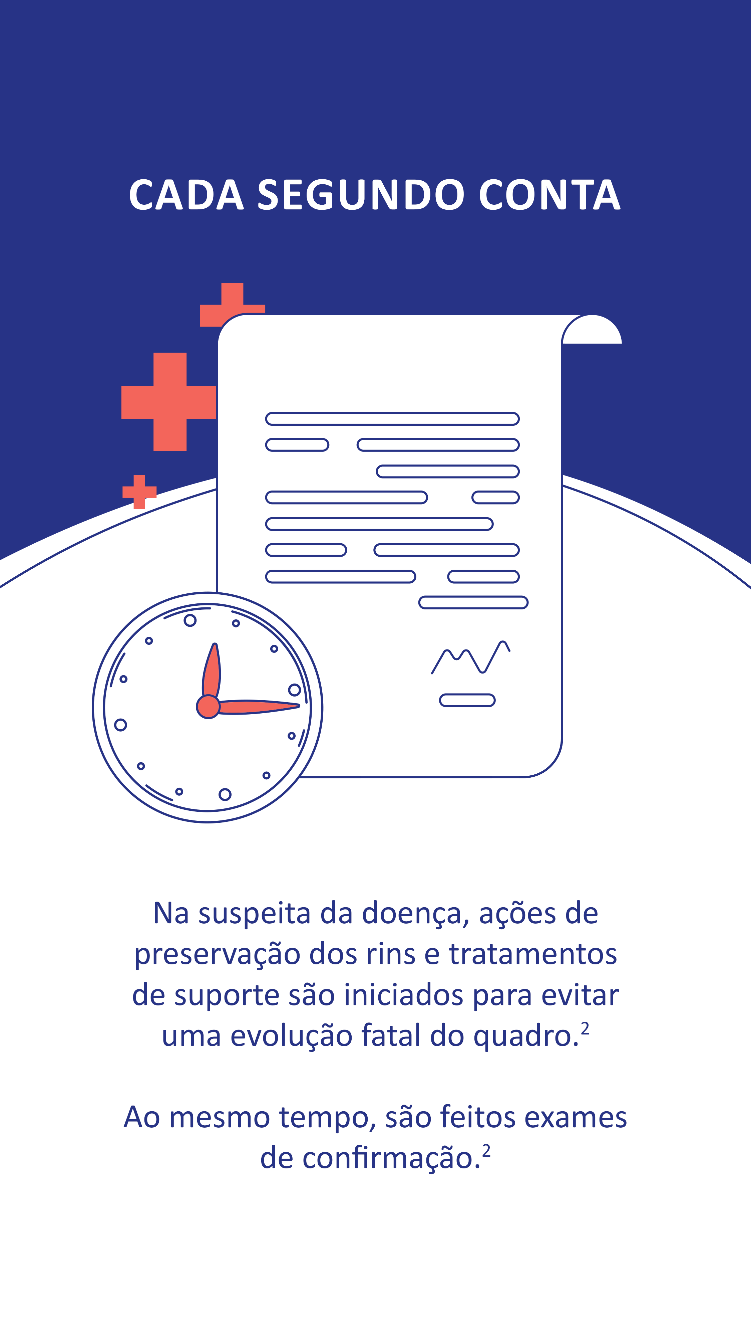 CADA SEGUNDO CONTA
Na suspeita da doença, ações de
preservação dos rins e tratamentos
de suporte são iniciados para evitar
uma evolução fatal do quadro.²
Ao mesmo tempo, são feitos exames
de confirmação.²